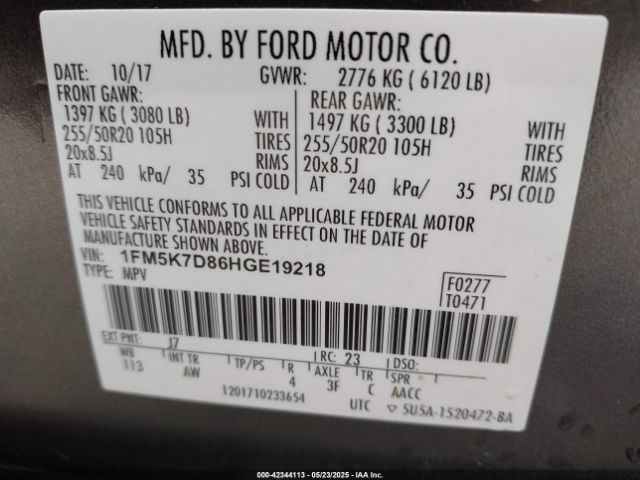 MFD. BY FORD MOTOR CO.
DATE: 10/17 GVWR: 2776 KG ( 6120 LB)
FRONT GAWR: REAR GAWR:
1397 KG ( 3080 LB) WITH 1497 KG ( 3300 LB) WITH
255/50R20 105H TIRES 255/50R20 105H TIRES
20x8.5J RIMS 20x8.5J RIMS
AT 240 kPa/ 35 PSI COLD AT 240 kPa/ 35 PSI COLD
THIS VEHICLE CONFORMS TO ALL APPLICABLE FEDERAL MOTOR
VEHICLE SAFETY STANDARDS IN EFFECT ON THE DATE OF
MANUFACTURE SHOWN ABOVE.
VIN: 1FM5K7D86HGE19218
TYPE: MPV
F0277
T0471
EXT PNT: J7 RC: 23 DSO:
WB INT TR TP/PS R AXLE TR SPR
113 AW 4 3F C AACC
1201710233654 UTC 5U5A-1520472-BA
000-42344113 - 05/23/2025 - IAA Inc.